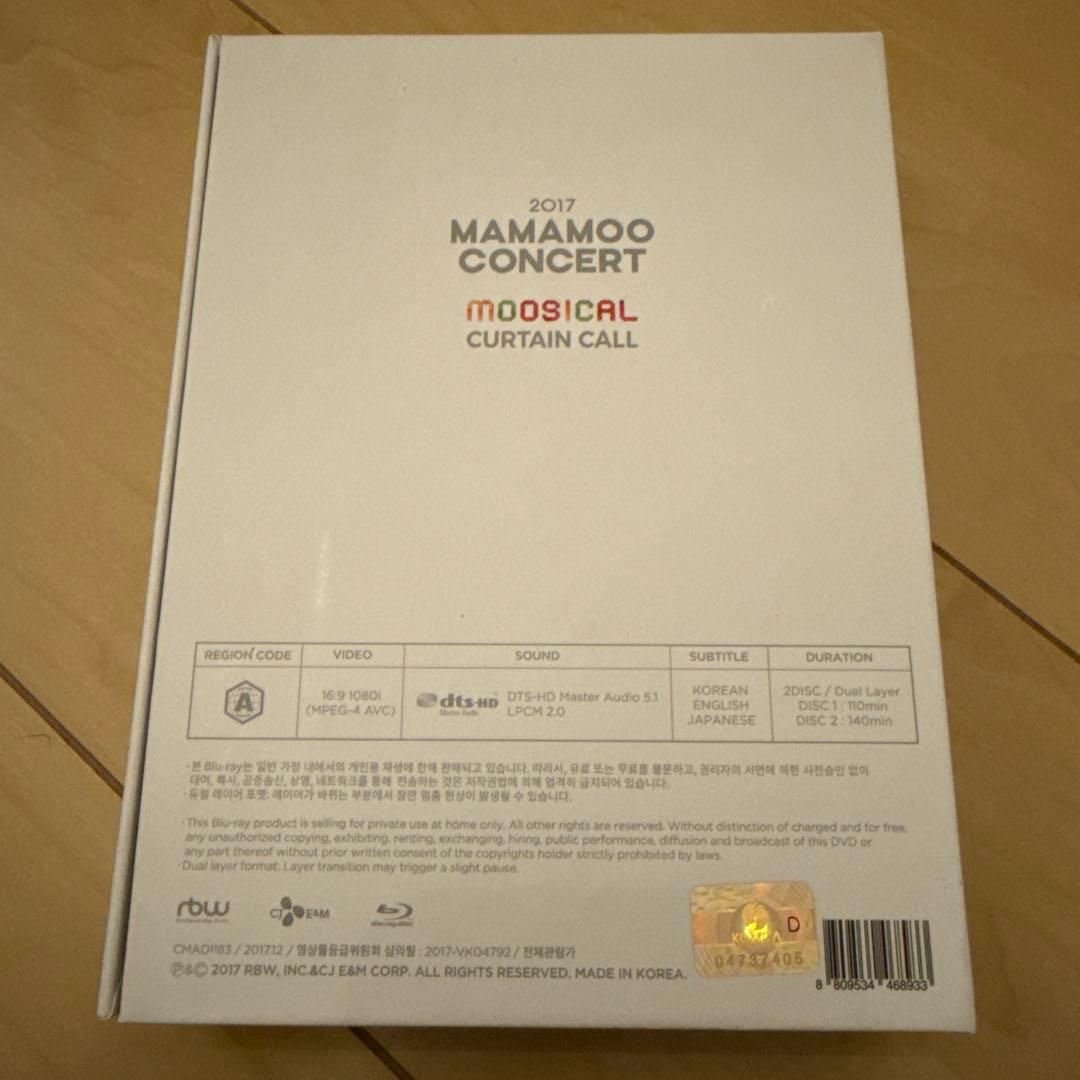 2017
MAMAMOO
CONCERT
MOOSICAL
CURTAIN CALL
REGION CODE VIDEO SOUND SUBTITLE DURATION
A
16:9 1080I
(MPEG-4 AVC)
dts-HD
Master Audio
DTS-HD Master Audio 5.1
LPCM 2.0
KOREAN
ENGLISH
JAPANESE
2DISC / Dual Layer
DISC 1 : 110min
DISC 2 : 140min
·본 Blu-ray는 일반 가정 내에서의 개인용 재생에 한해 판매되고 있습니다. 따라서, 유료 또는 무료를 불문하고, 권리자의 서면에 의한 사전승인 없이
대여, 복사, 공중송신, 상영, 네트워크를 통해 전송하는 것은 저작권법에 의해 엄격히 금지되어 있습니다.
·듀얼 레이어 포맷: 레이어가 바뀌는 부분에서 잠깐 멈춤 현상이 발생될 수 있습니다.
·This Blu-ray product is selling for private use at home only. All other rights are reserved. Without distinction of charged and for free,
any unauthorized copying, exhibiting, renting, exchanging, hiring, public performance, diffusion and broadcast of this DVD or
any part thereof without prior written consent of the copyrights holder strictly prohibited by laws.
·Dual layer format: Layer transition may trigger a slight pause.
rbw
CJ E&M
Blu-ray Disc
CMAD1183 / 2017.12 / 영상물등급위원회 심의필 : 2017-VK04792 / 전체관람가
℗&© 2017 RBW, INC.&CJ E&M CORP. ALL RIGHTS RESERVED. MADE IN KOREA.
D
04737405
8 809534 468933